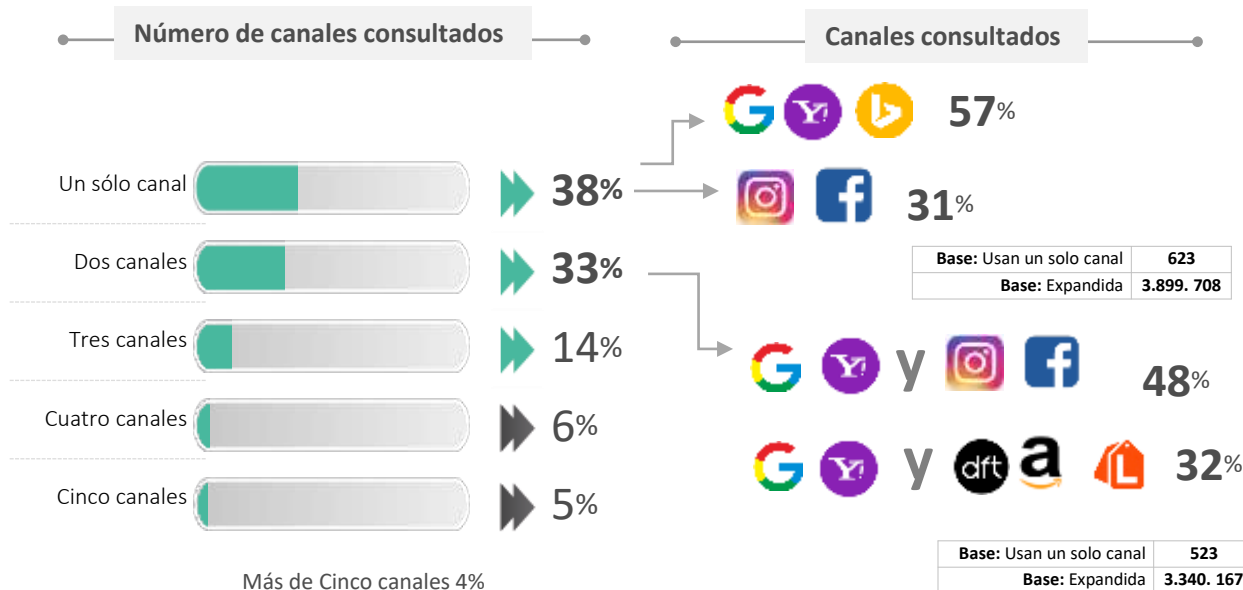 Número de canales consultados
Un sólo canal 38%
Dos canales 33%
Tres canales 14%
Cuatro canales 6%
Cinco canales 5%
Más de Cinco canales 4%
Canales consultados
G Y! b 57%
f 31%
Base: Usan un solo canal 623
Base: Expandida 3.899. 708
G Y! y f 48%
G Y! y dft a L 32%
Base: Usan un solo canal 523
Base: Expandida 3.340. 167